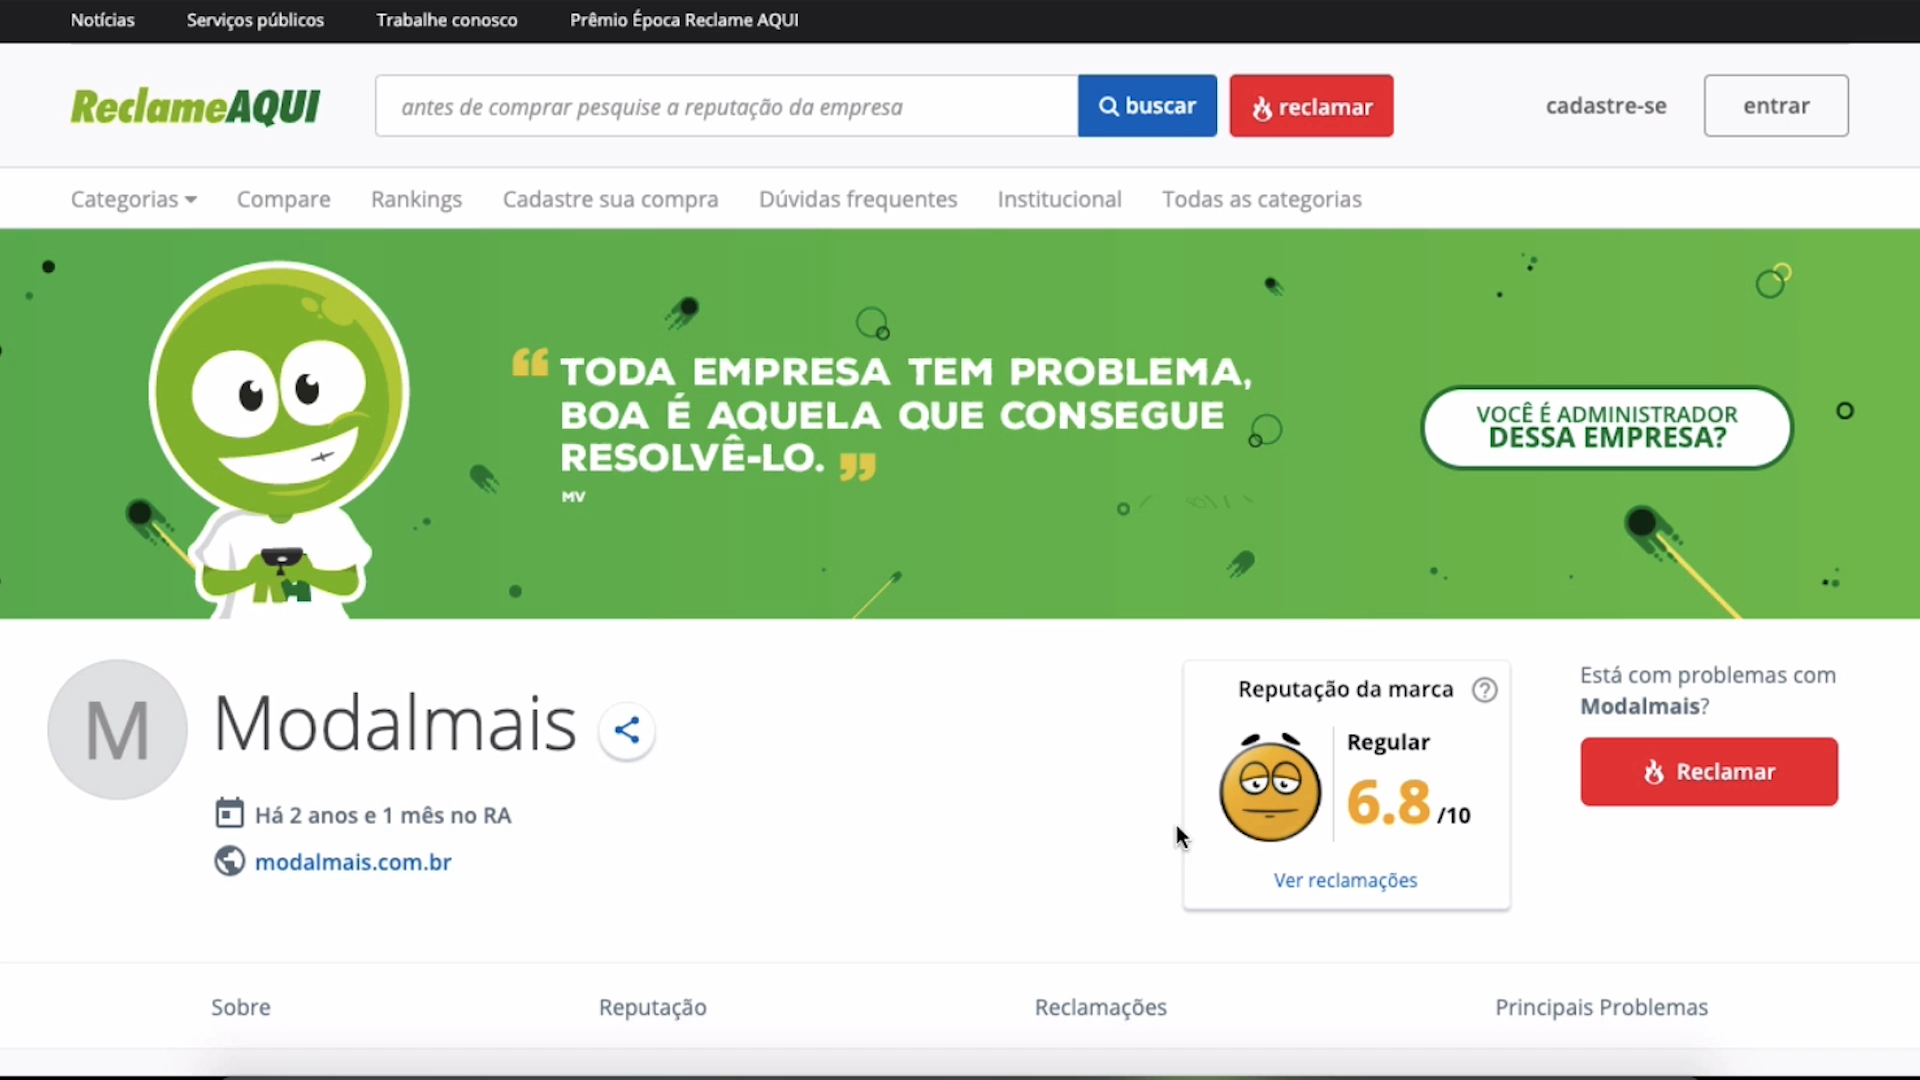 Notícias Serviços públicos Trabalhe conosco Prêmio Época Reclame AQUI
ReclameAQUI
antes de comprar pesquise a reputação da empresa
buscar
reclamar
cadastre-se
entrar
Categorias Compare Rankings Cadastre sua compra Dúvidas frequentes Institucional Todas as categorias
“TODA EMPRESA TEM PROBLEMA,
BOA É AQUELA QUE CONSEGUE
RESOLVÊ-LO.”
MV
VOCÊ É ADMINISTRADOR
DESSA EMPRESA?
M
Modalmais
Há 2 anos e 1 mês no RA
modalmais.com.br
Reputação da marca ?
Regular
6.8 /10
Ver reclamações
Está com problemas com
Modalmais?
Reclamar
Sobre Reputação Reclamações Principais Problemas